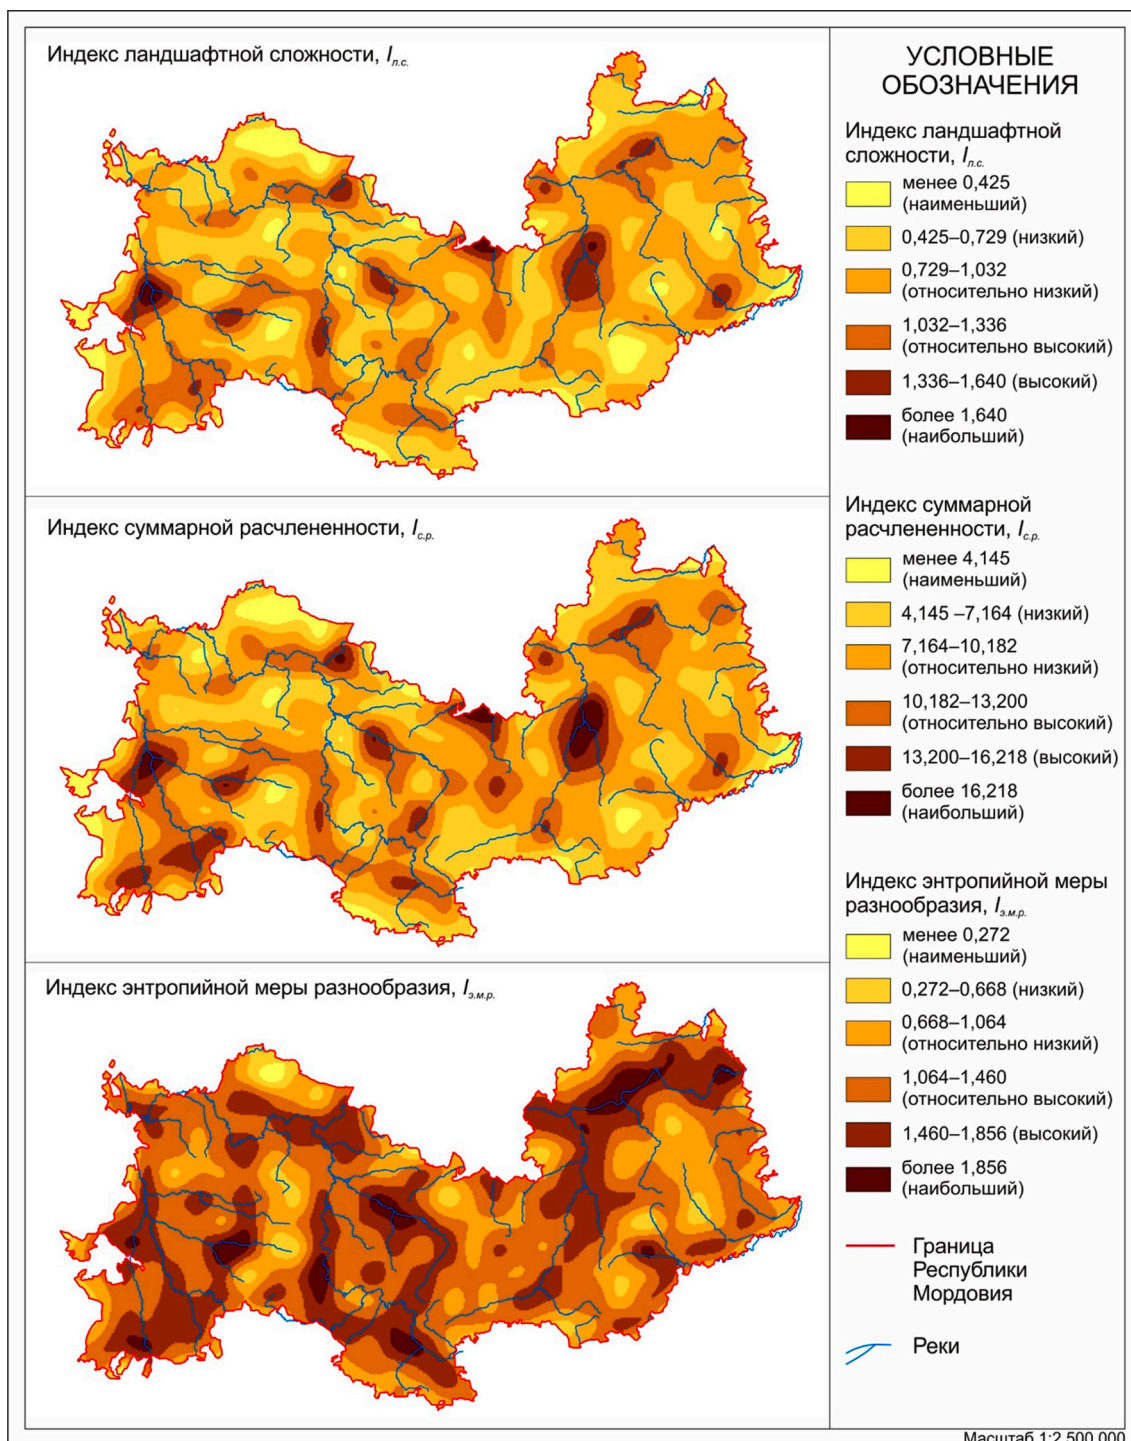 Индекс ландшафтной сложности, Iл.с.
Индекс суммарной расчлененности, Iс.р.
Индекс энтропийной меры разнообразия, Iэ.м.р.
УСЛОВНЫЕ
ОБОЗНАЧЕНИЯ
Индекс ландшафтной
сложности, Iл.с.
менее 0,425
(наименьший)
0,425–0,729 (низкий)
0,729–1,032
(относительно низкий)
1,032–1,336
(относительно высокий)
1,336–1,640 (высокий)
более 1,640
(наибольший)
Индекс суммарной
расчлененности, Iс.р.
менее 4,145
(наименьший)
4,145 –7,164 (низкий)
7,164–10,182
(относительно низкий)
10,182–13,200
(относительно высокий)
13,200–16,218 (высокий)
более 16,218
(наибольший)
Индекс энтропийной меры
разнообразия, Iэ.м.р.
менее 0,272
(наименьший)
0,272–0,668 (низкий)
0,668–1,064
(относительно низкий)
1,064–1,460
(относительно высокий)
1,460–1,856 (высокий)
более 1,856
(наибольший)
Граница
Республики
Мордовия
Реки
Масштаб 1:2 500 000